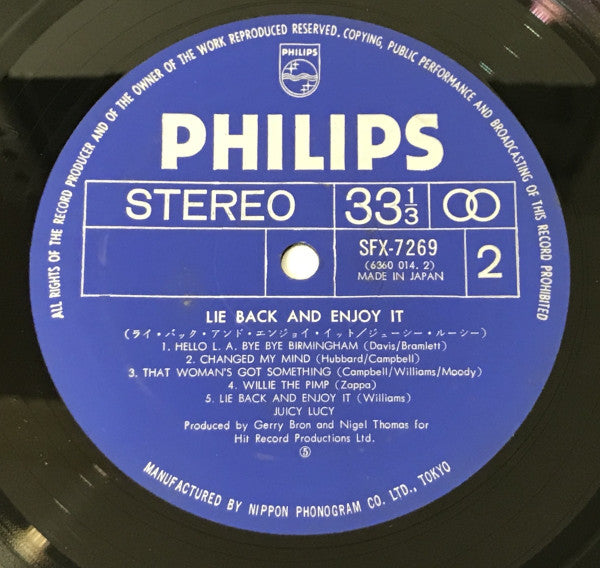 ALL RIGHTS OF THE RECORD PRODUCER AND OF THE OWNER OF THE WORK REPRODUCED RESERVED. COPYING, PUBLIC PERFORMANCE AND BROADCASTING OF THIS RECORD PROHIBITED
PHILIPS
PHILIPS
STEREO
33 1/3
SFX-7269
(6360 014. 2)
MADE IN JAPAN
2
LIE BACK AND ENJOY IT
(ライ・バック・アンド・エンジョイ・イット/ジューシー・ルーシー)
1. HELLO L. A. BYE BYE BIRMINGHAM (Davis/Bramlett)
2. CHANGED MY MIND (Hubbard/Campbell)
3. THAT WOMAN'S GOT SOMETHING (Campbell/Williams/Moody)
4. WILLIE THE PIMP (Zappa)
5. LIE BACK AND ENJOY IT (Williams)
JUICY LUCY
Produced by Gerry Bron and Nigel Thomas for
Hit Record Productions Ltd.
⑤
MANUFACTURED BY NIPPON PHONOGRAM CO. LTD., TOKYO